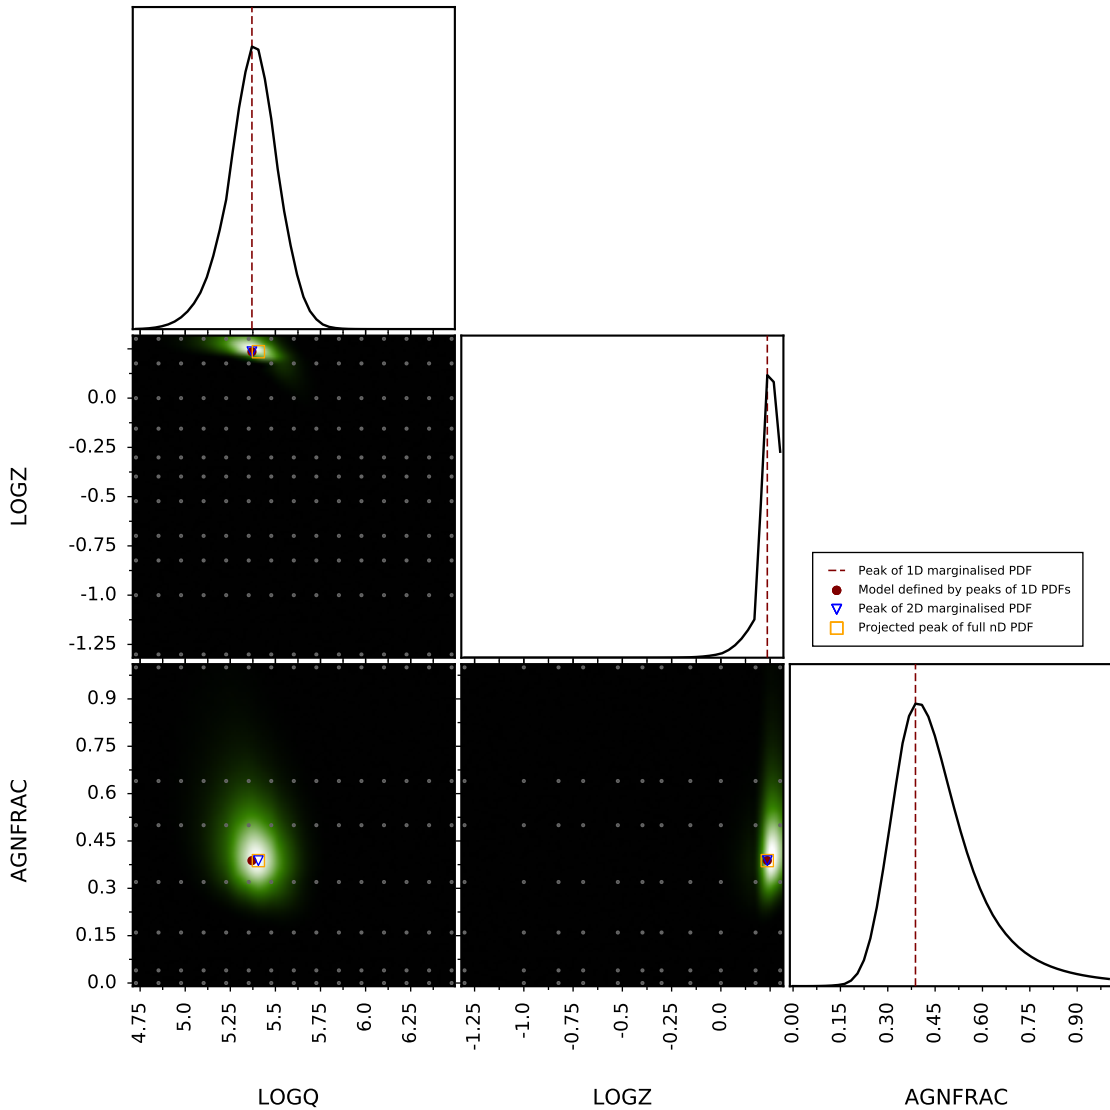 LOGZ
0.0
-0.25
-0.5
-0.75
-1.0
-1.25
Peak of 1D marginalised PDF
Model defined by peaks of 1D PDFs
Peak of 2D marginalised PDF
Projected peak of full nD PDF
AGNFRAC
0.9
0.75
0.6
0.45
0.3
0.15
0.0
4.75 5.0 5.25 5.5 5.75 6.0 6.25
-1.25 -1.0 -0.75 -0.5 -0.25 0.0
0.00 0.15 0.30 0.45 0.60 0.75 0.90
LOGQ LOGZ AGNFRAC